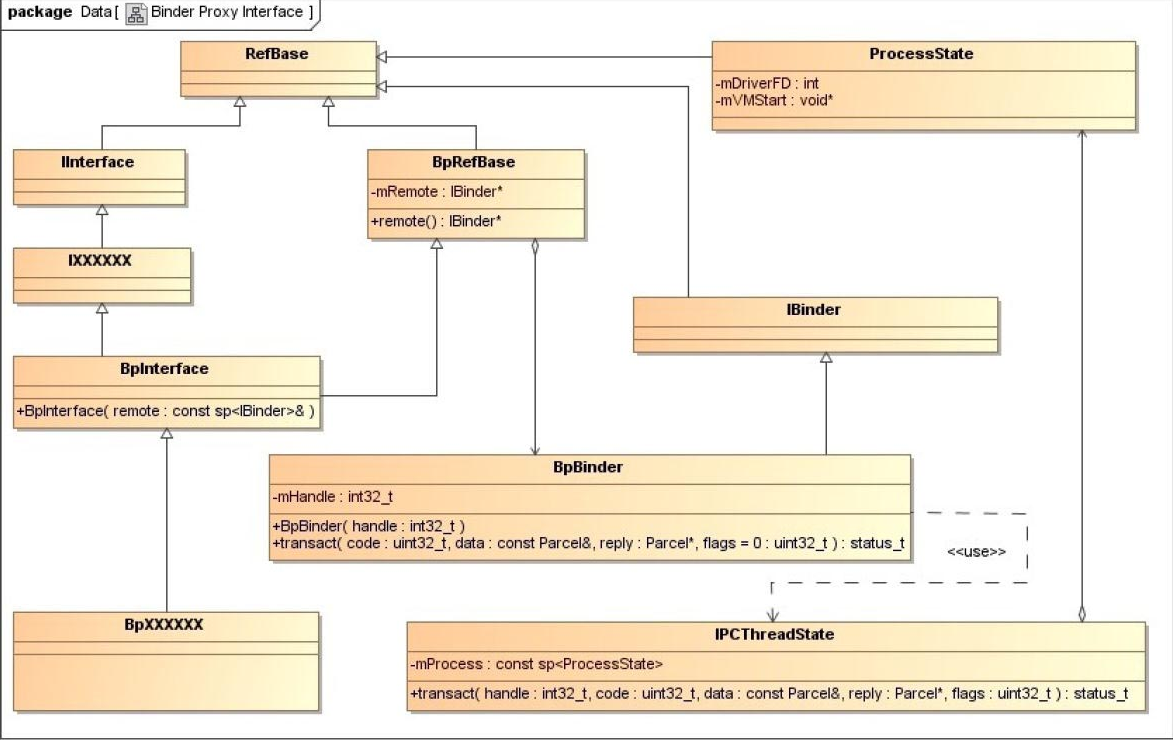 package Data[ Binder Proxy Interface ]
RefBase
ProcessState
-mDriverFD : int
-mVMStart : void*
IInterface
BpRefBase
-mRemote : IBinder*
+remote() : IBinder*
IXXXXXX
IBinder
BpInterface
+BpInterface( remote : const sp<IBinder>& )
BpBinder
-mHandle : int32_t
+BpBinder( handle : int32_t )
+transact( code : uint32_t, data : const Parcel&, reply : Parcel*, flags = 0 : uint32_t ) : status_t
<<use>>
BpXXXXXX
IPCThreadState
-mProcess : const sp<ProcessState>
+transact( handle : int32_t, code : uint32_t, data : const Parcel&, reply : Parcel*, flags : uint32_t ) : status_t